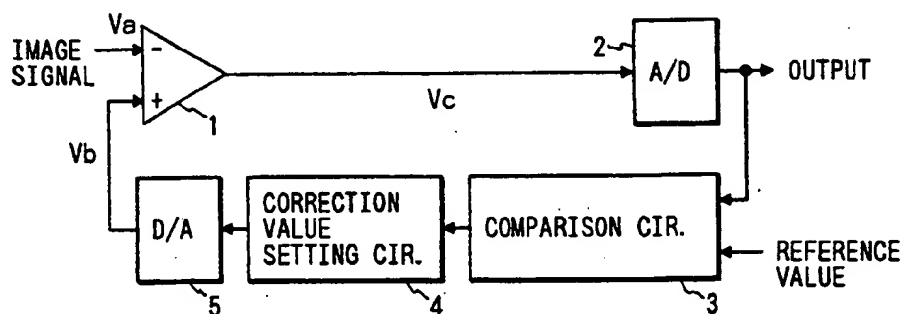 Va
IMAGE
SIGNAL
−
+
1
Vb
Vc
2
A/D
OUTPUT
D/A
5
CORRECTION
VALUE
SETTING CIR.
4
COMPARISON CIR.
3
REFERENCE
VALUE